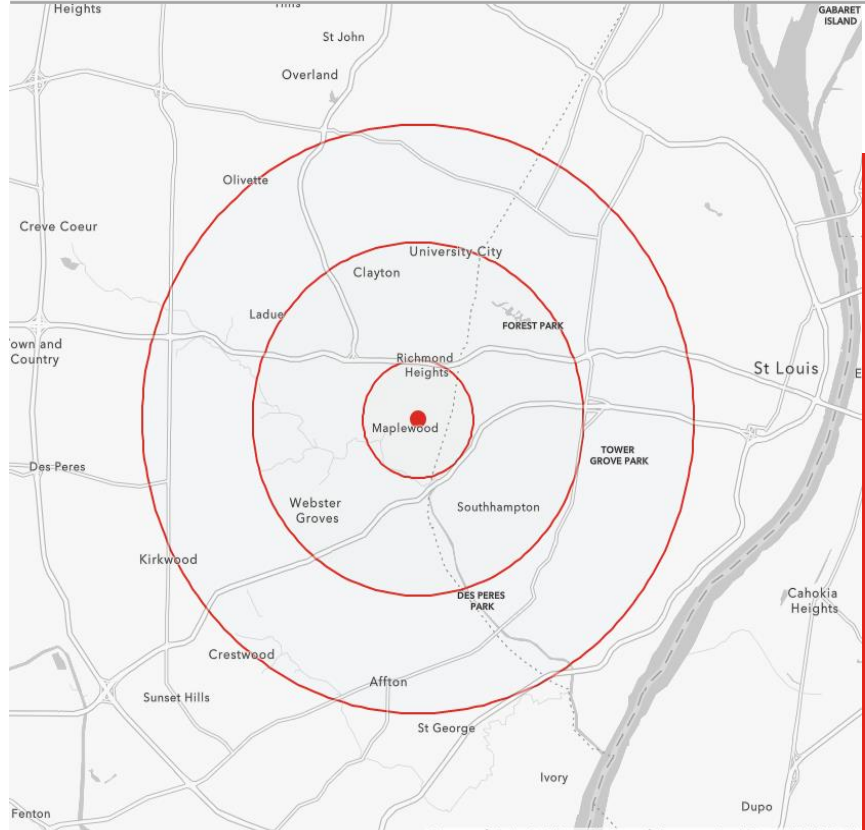 Heights
GABARET
ISLAND
St John
Overland
Olivette
Creve Coeur
University City
Clayton
Ladue
FOREST PARK
own and
Country
Richmond
Heights
St Louis
E
Maplewood
TOWER
GROVE PARK
Des Peres
Webster
Groves
Southhampton
Kirkwood
DES PERES
PARK
Cahokia
Heights
Crestwood
Affton
Sunset Hills
St George
Ivory
Dupo
Fenton